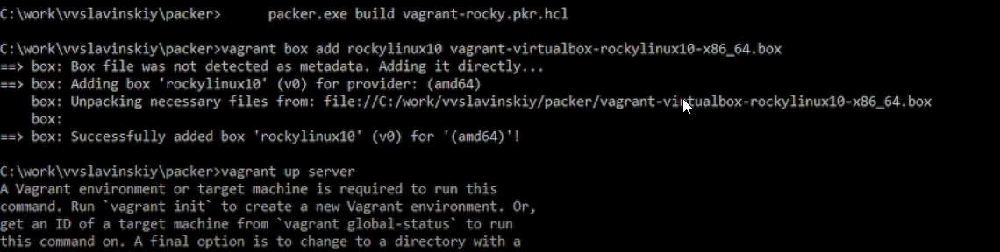 C:\work\vvslavinskiy\packer>      packer.exe build vagrant-rocky.pkr.hcl
C:\work\vvslavinskiy\packer>vagrant box add rockylinux10 vagrant-virtualbox-rockylinux10-x86_64.box
==> box: Box file was not detected as metadata. Adding it directly...
==> box: Adding box 'rockylinux10' (v0) for provider: (amd64)
    box: Unpacking necessary files from: file://C:/work/vvslavinskiy/packer/vagrant-virtualbox-rockylinux10-x86_64.box
    box:
==> box: Successfully added box 'rockylinux10' (v0) for '(amd64)'!
C:\work\vvslavinskiy\packer>vagrant up server
A Vagrant environment or target machine is required to run this
command. Run `vagrant init` to create a new Vagrant environment. Or,
get an ID of a target machine from `vagrant global-status` to run
this command on. A final option is to change to a directory with a